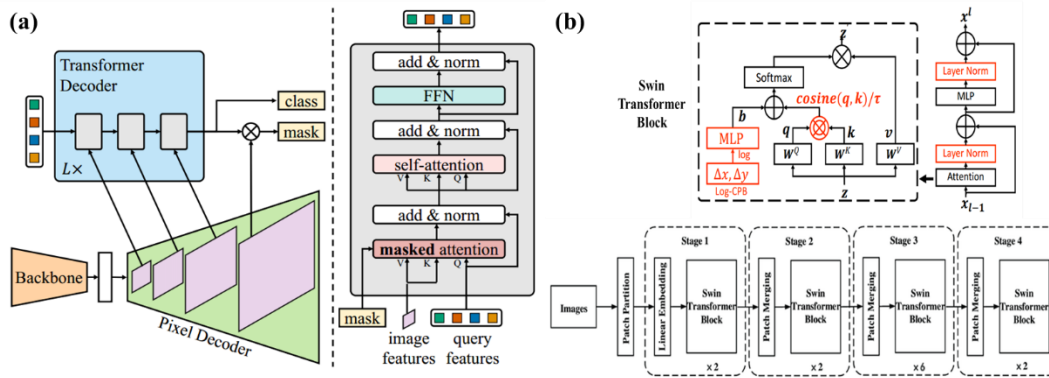 (a)
Transformer
Decoder
L×
class
mask
Backbone
Pixel Decoder
add & norm
FFN
add & norm
self-attention
V K Q
add & norm
masked attention
V K Q
mask
image
features
query
features
(b)
Swin
Transformer
Block
z
Softmax
cosine(q, k)/τ
b
q
k
v
MLP
log
Δx, Δy
Log-CPB
W^Q
W^K
W^V
z
x^l
Layer Norm
MLP
Layer Norm
Attention
x_{l-1}
Images
Patch Partition
Stage 1
Linear Embedding
Swin
Transformer
Block
×2
Stage 2
Patch Merging
Swin
Transformer
Block
×2
Stage 3
Patch Merging
Swin
Transformer
Block
×6
Stage 4
Patch Merging
Swin
Transformer
Block
×2